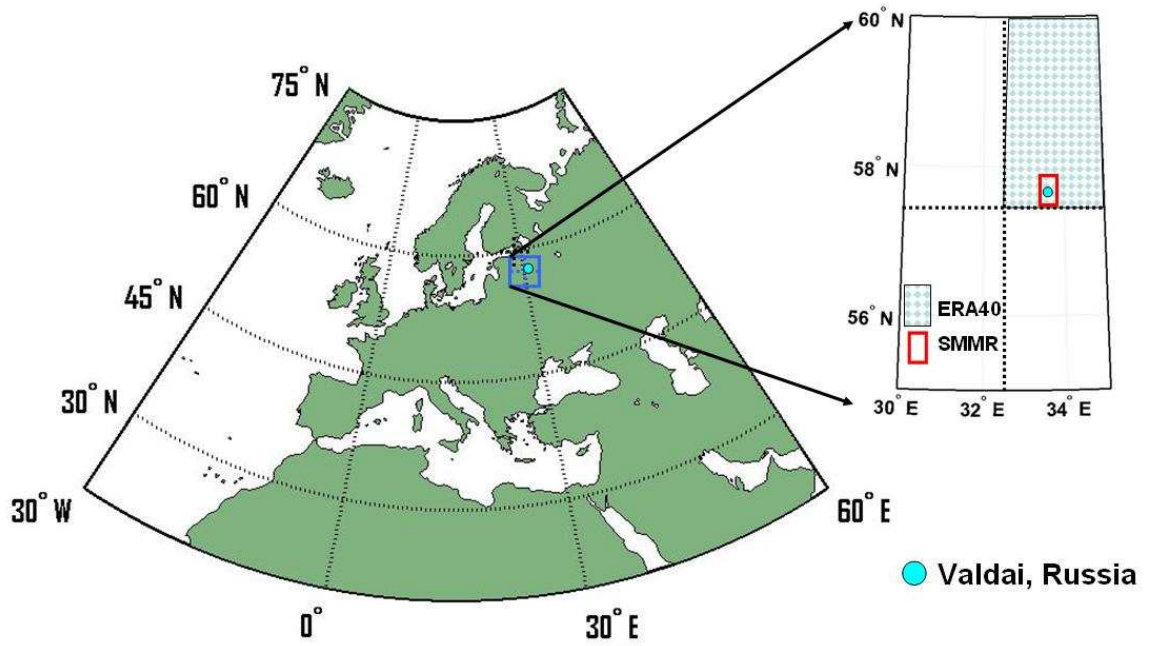 75° N
60° N
45° N
30° N
30° W
0°
30° E
60° E
60° N
58° N
56° N
30° E
32° E
34° E
ERA40
SMMR
Valdai, Russia